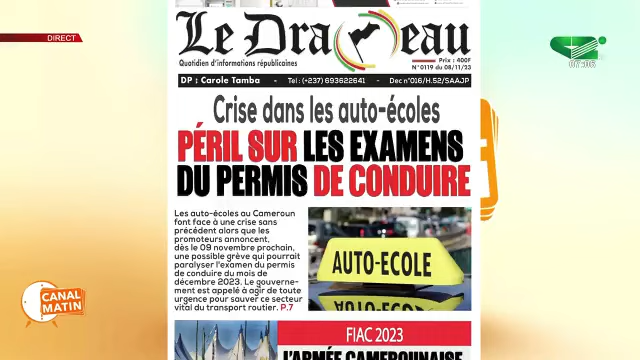 DIRECT
Le Drapeau
Quotidien d'informations républicaines
Prix : 400F
N°0119 du 08/11/23
07:06
DP : Carole Tamba - Tel : (+237) 693622641 - Dec n°016/H.52/SAAJP
Crise dans les auto-écoles
PÉRIL SUR LES EXAMENS
DU PERMIS DE CONDUIRE
Les auto-écoles au Cameroun
font face à une crise sans
précédent alors que les
promoteurs annoncent,
dès le 09 novembre prochain,
une possible grève qui pourrait
paralyser l'examen du permis
de conduire du mois de
décembre 2023. Le gouverne-
ment est appelé à agir de toute
urgence pour sauver ce secteur
vital du transport routier. P.7
AUTO-ECOLE
AUTO-ECOLE
CANAL
MATIN
FIAC 2023
L'ARMÉE CAMEROUNAISE